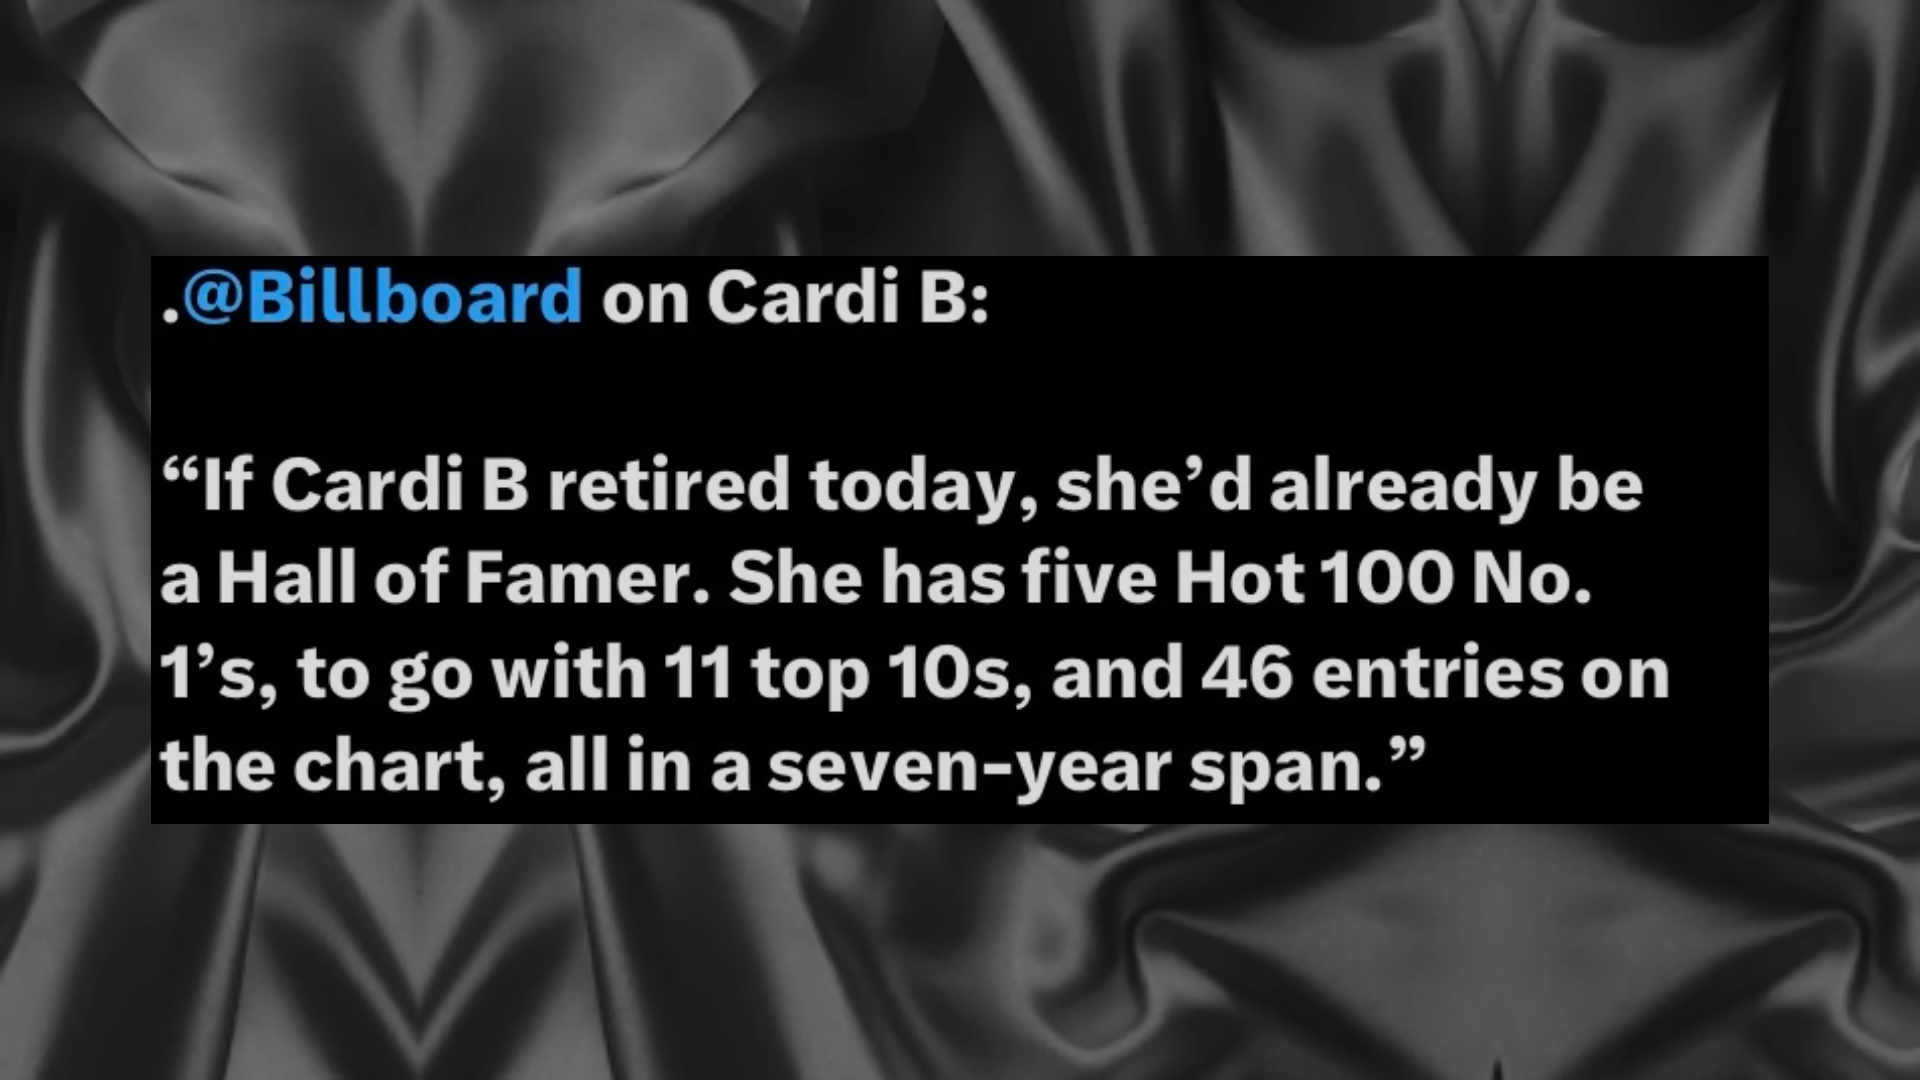 .@Billboard on Cardi B:
“If Cardi B retired today, she’d already be
a Hall of Famer. She has five Hot 100 No.
1’s, to go with 11 top 10s, and 46 entries on
the chart, all in a seven-year span.”